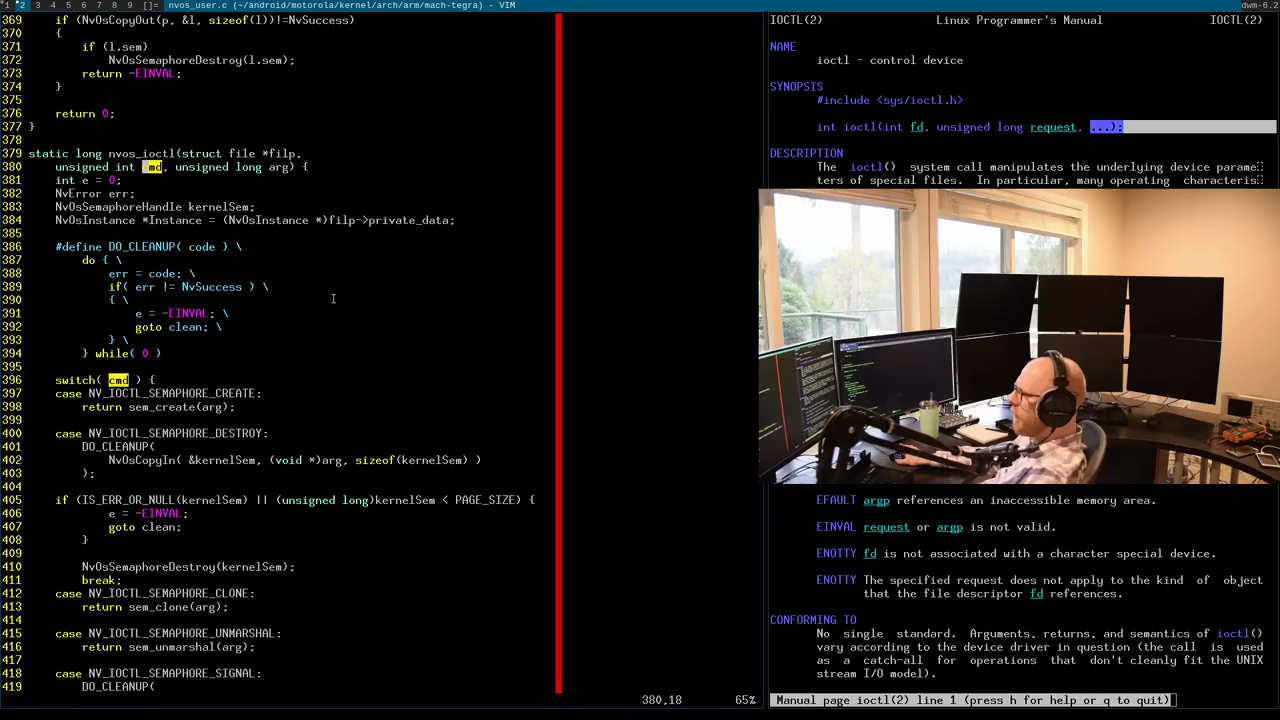 1 2 3 4 5 6 7 8 9 []= nvos_user.c (~/android/motorola/kernel/arch/arm/mach-tegra) - VIM
dwm-6.2
369 if (NvOsCopyOut(p, &l, sizeof(l))!=NvSuccess)
370 {
371 if (l.sem)
372 NvOsSemaphoreDestroy(l.sem);
373 return -EINVAL;
374 }
375
376 return 0;
377 }
378
379 static long nvos_ioctl(struct file *filp,
380 unsigned int cmd, unsigned long arg) {
381 int e = 0;
382 NvError err;
383 NvOsSemaphoreHandle kernelSem;
384 NvOsInstance *Instance = (NvOsInstance *)filp->private_data;
385
386 #define DO_CLEANUP( code ) \
387 do { \
388 err = code; \
389 if( err != NvSuccess ) \
390 { \
391 e = -EINVAL; \
392 goto clean; \
393 } \
394 } while( 0 )
395
396 switch( cmd ) {
397 case NV_IOCTL_SEMAPHORE_CREATE:
398 return sem_create(arg);
399
400 case NV_IOCTL_SEMAPHORE_DESTROY:
401 DO_CLEANUP(
402 NvOsCopyIn( &kernelSem, (void *)arg, sizeof(kernelSem) )
403 );
404
405 if (IS_ERR_OR_NULL(kernelSem) || (unsigned long)kernelSem < PAGE_SIZE) {
406 e = -EINVAL;
407 goto clean;
408 }
409
410 NvOsSemaphoreDestroy(kernelSem);
411 break;
412 case NV_IOCTL_SEMAPHORE_CLONE:
413 return sem_clone(arg);
414
415 case NV_IOCTL_SEMAPHORE_UNMARSHAL:
416 return sem_unmarshal(arg);
417
418 case NV_IOCTL_SEMAPHORE_SIGNAL:
419 DO_CLEANUP(
380,18 65%
IOCTL(2) Linux Programmer's Manual IOCTL(2)
NAME
ioctl - control device
SYNOPSIS
#include <sys/ioctl.h>
int ioctl(int fd, unsigned long request, ...);
DESCRIPTION
The ioctl() system call manipulates the underlying device parame‐
ters of special files. In particular, many operating characteris‐
EFAULT argp references an inaccessible memory area.
EINVAL request or argp is not valid.
ENOTTY fd is not associated with a character special device.
ENOTTY The specified request does not apply to the kind of object
that the file descriptor fd references.
CONFORMING TO
No single standard. Arguments, returns, and semantics of ioctl()
vary according to the device driver in question (the call is used
as a catch-all for operations that don't cleanly fit the UNIX
stream I/O model).
Manual page ioctl(2) line 1 (press h for help or q to quit)